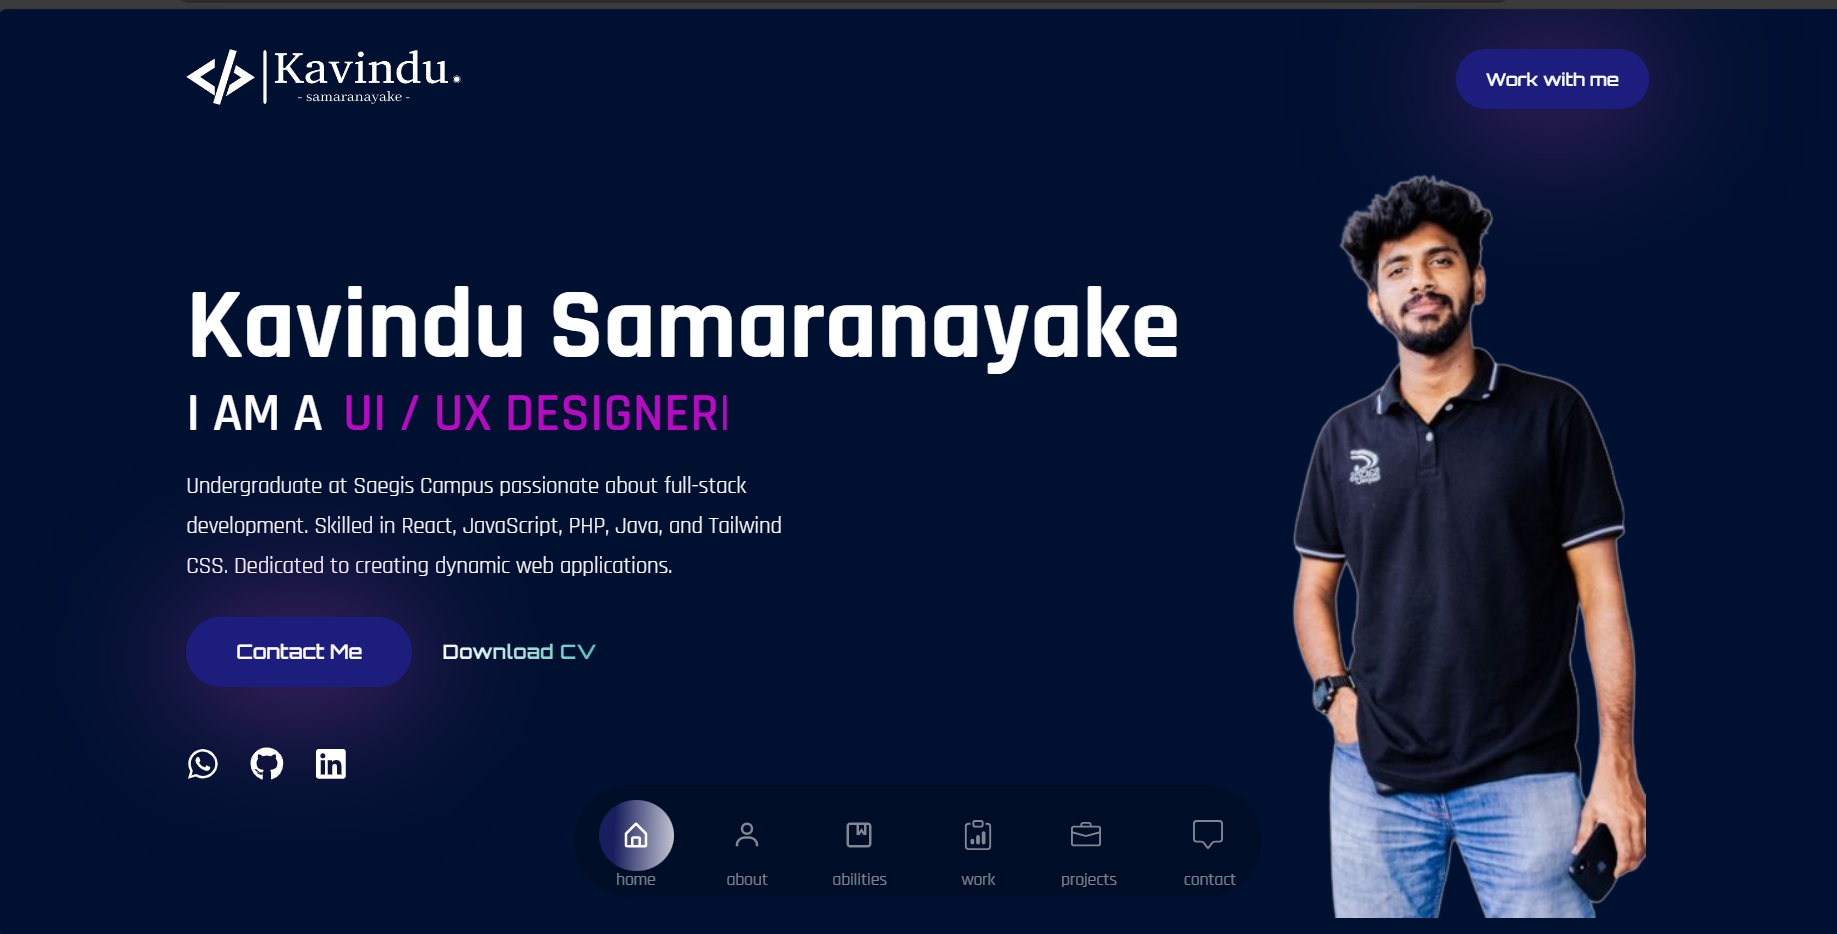 Kavindu.
- samaranayake -
Work with me
Kavindu Samaranayake
I AM A UI / UX DESIGNER|
Undergraduate at Saegis Campus passionate about full-stack
development. Skilled in React, JavaScript, PHP, Java, and Tailwind
CSS. Dedicated to creating dynamic web applications.
Contact Me
Download CV
in
home
about
abilities
work
projects
contact